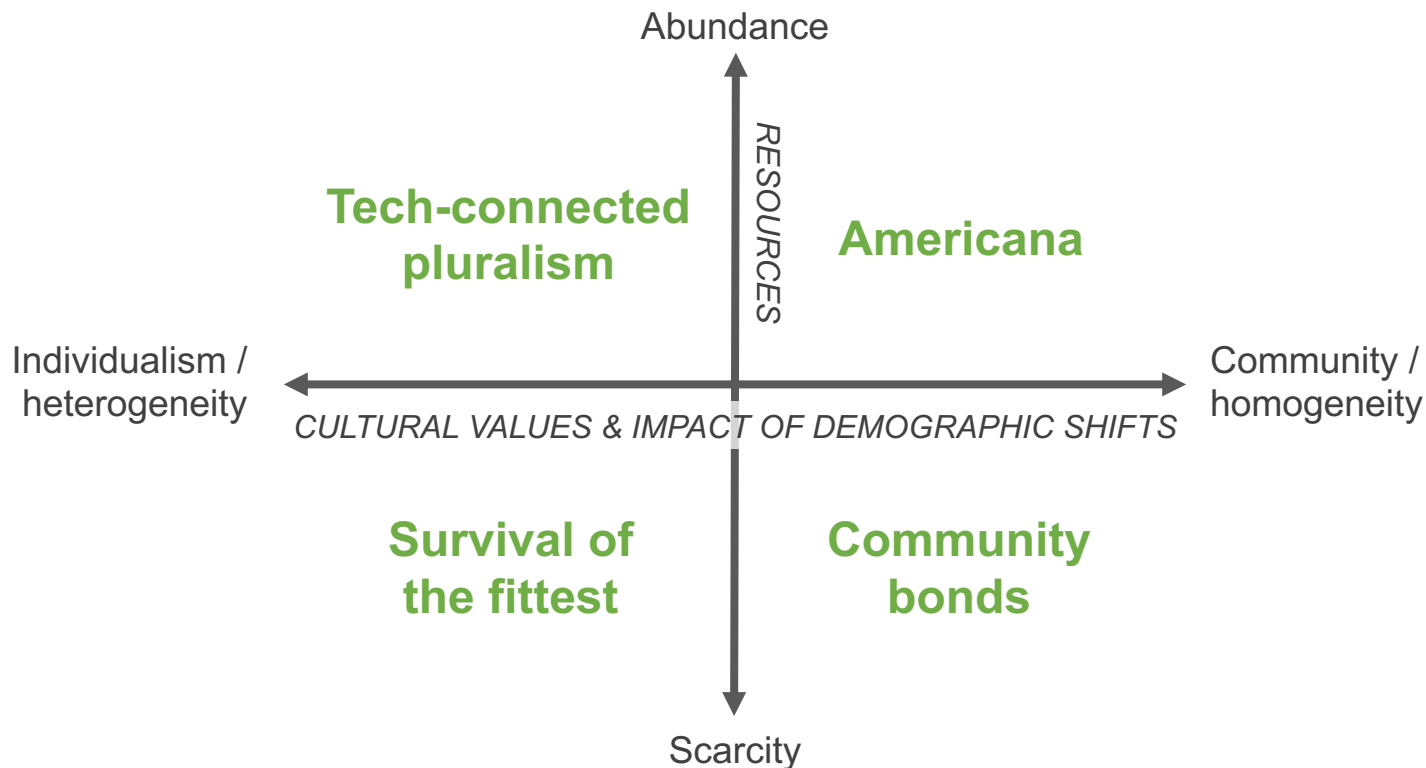 Abundance
RESOURCES
Tech-connected
pluralism
Americana
Individualism /
heterogeneity
Community /
homogeneity
CULTURAL VALUES & IMPACT OF DEMOGRAPHIC SHIFTS
Survival of
the fittest
Community
bonds
Scarcity